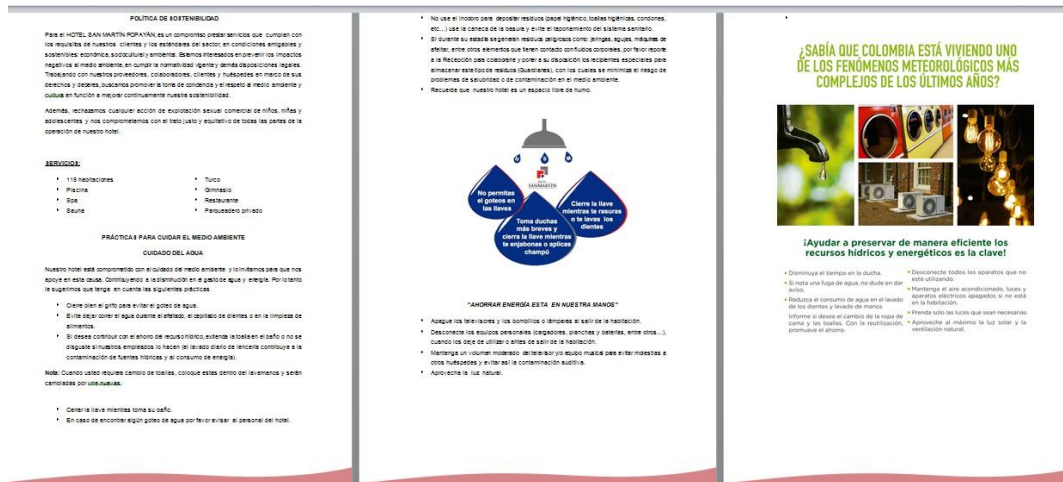 POLÍTICA DE SOSTENIBILIDAD
Para el HOTEL SAN MARTÍN POPAYÁN, es un compromiso prestar servicios que cumplan con
los requisitos de nuestros clientes y los estándares del sector, en condiciones amigables y
sostenibles económica, sociocultural y ambiental. Estamos interesados en prevenir los impactos
negativos al medio ambiente, en cumplir la normatividad vigente y demás disposiciones legales.
Trabajando con nuestros proveedores, colaboradores, clientes y huéspedes en marco de sus
derechos y deberes, buscamos promover la toma de conciencia y el respeto al medio ambiente y
cultura en función a mejorar continuamente nuestra sostenibilidad.
Además, rechazamos cualquier acción de explotación sexual comercial de niños, niñas y
adolescentes y nos comprometemos con el trato justo y equitativo de todas las partes de la
operación de nuestro hotel.
SERVICIOS:
• 115 habitaciones
• Piscina
• Spa
• Sauna
• Turco
• Gimnasio
• Restaurante
• Parqueadero privado
PRÁCTICAS PARA CUIDAR EL MEDIO AMBIENTE
CUIDADO DEL AGUA
Nuestro hotel está comprometido con el cuidado del medio ambiente y lo invitamos para que nos
apoye en esta causa. Contribuyendo a la disminución en el gasto de agua y energía. Por lo tanto
le sugerimos que tenga en cuenta las siguientes prácticas
• Cierre bien el grifo para evitar el goteo de agua.
• Evite dejar correr el agua durante el afeitado, el cepillado de dientes o en la limpieza de
alimentos.
• Si desea contribuir con el ahorro del recurso hídrico, extienda la toalla en el baño o no se
disguste si nuestros empleados lo hacen (el lavado diario de lencería contribuye a la
contaminación de fuentes hídricas y al consumo de energía).
Nota: Cuando usted requiera cambio de toallas, coloque estas dentro del lavamanos y serán
cambiadas por una nuevas.
• Cerrar la llave mientras toma su baño.
• En caso de encontrar algún goteo de agua por favor avisar al personal del hotel.
• No use el inodoro para depositar residuos (papel higiénico, toallas higiénicas, condones,
etc...) use la caneca de la basura y evite el taponamiento del sistema sanitario.
• Si durante su estadía se generan residuos peligrosos como: jeringas, agujas, máquinas de
afeitar, entre otros elementos que tienen contacto con fluidos corporales, por favor reporte
a la Recepción para colaborarle y poner a su disposición los recipientes especiales para
almacenar este tipo de residuos (Guardianes), con los cuales se minimiza el riesgo de
problemas de salubridad o de contaminación en el medio ambiente.
• Recuerde que nuestro hotel es un espacio libre de humo.
SANMARTÍN
No permitas
el goteos en
las llaves
Toma duchas
más breves y
cierra la llave mientras
te enjabonas o aplicas
champú
Cierre la llave
mientras te rasuras
o te lavas los
dientes
"AHORRAR ENERGÍA ESTA EN NUESTRA MANOS"
• Apague los televisores y los bombillos o lámparas al salir de la habitación.
• Desconecte los equipos personales (cargadores, planchas y baterías, entre otros...),
cuando los deje de utilizar o antes de salir de la habitación.
• Mantenga un volumen moderado del televisor y/o equipo musical para evitar molestias a
otros huéspedes y evitar así la contaminación auditiva.
• Aprovecha la luz natural.
¿SABÍA QUE COLOMBIA ESTÁ VIVIENDO UNO
DE LOS FENÓMENOS METEOROLÓGICOS MÁS
COMPLEJOS DE LOS ÚLTIMOS AÑOS?
¡Ayudar a preservar de manera eficiente los
recursos hídricos y energéticos es la clave!
• Disminuya el tiempo en la ducha.
• Si nota una fuga de agua, no dude en dar
aviso.
• Reduzca el consumo de agua en el lavado
de los dientes y lavado de manos
Informe si desea el cambio de la ropa de
cama y las toallas. Con la reutilización,
promueve el ahorro.
• Desconecte todos los aparatos que no
esté utilizando.
• Mantenga el aire acondicionado, luces y
aparatos eléctricos apagados si no está
en la habitación.
• Prenda solo las luces que sean necesarias.
• Aproveche al máximo la luz solar y la
ventilación natural.